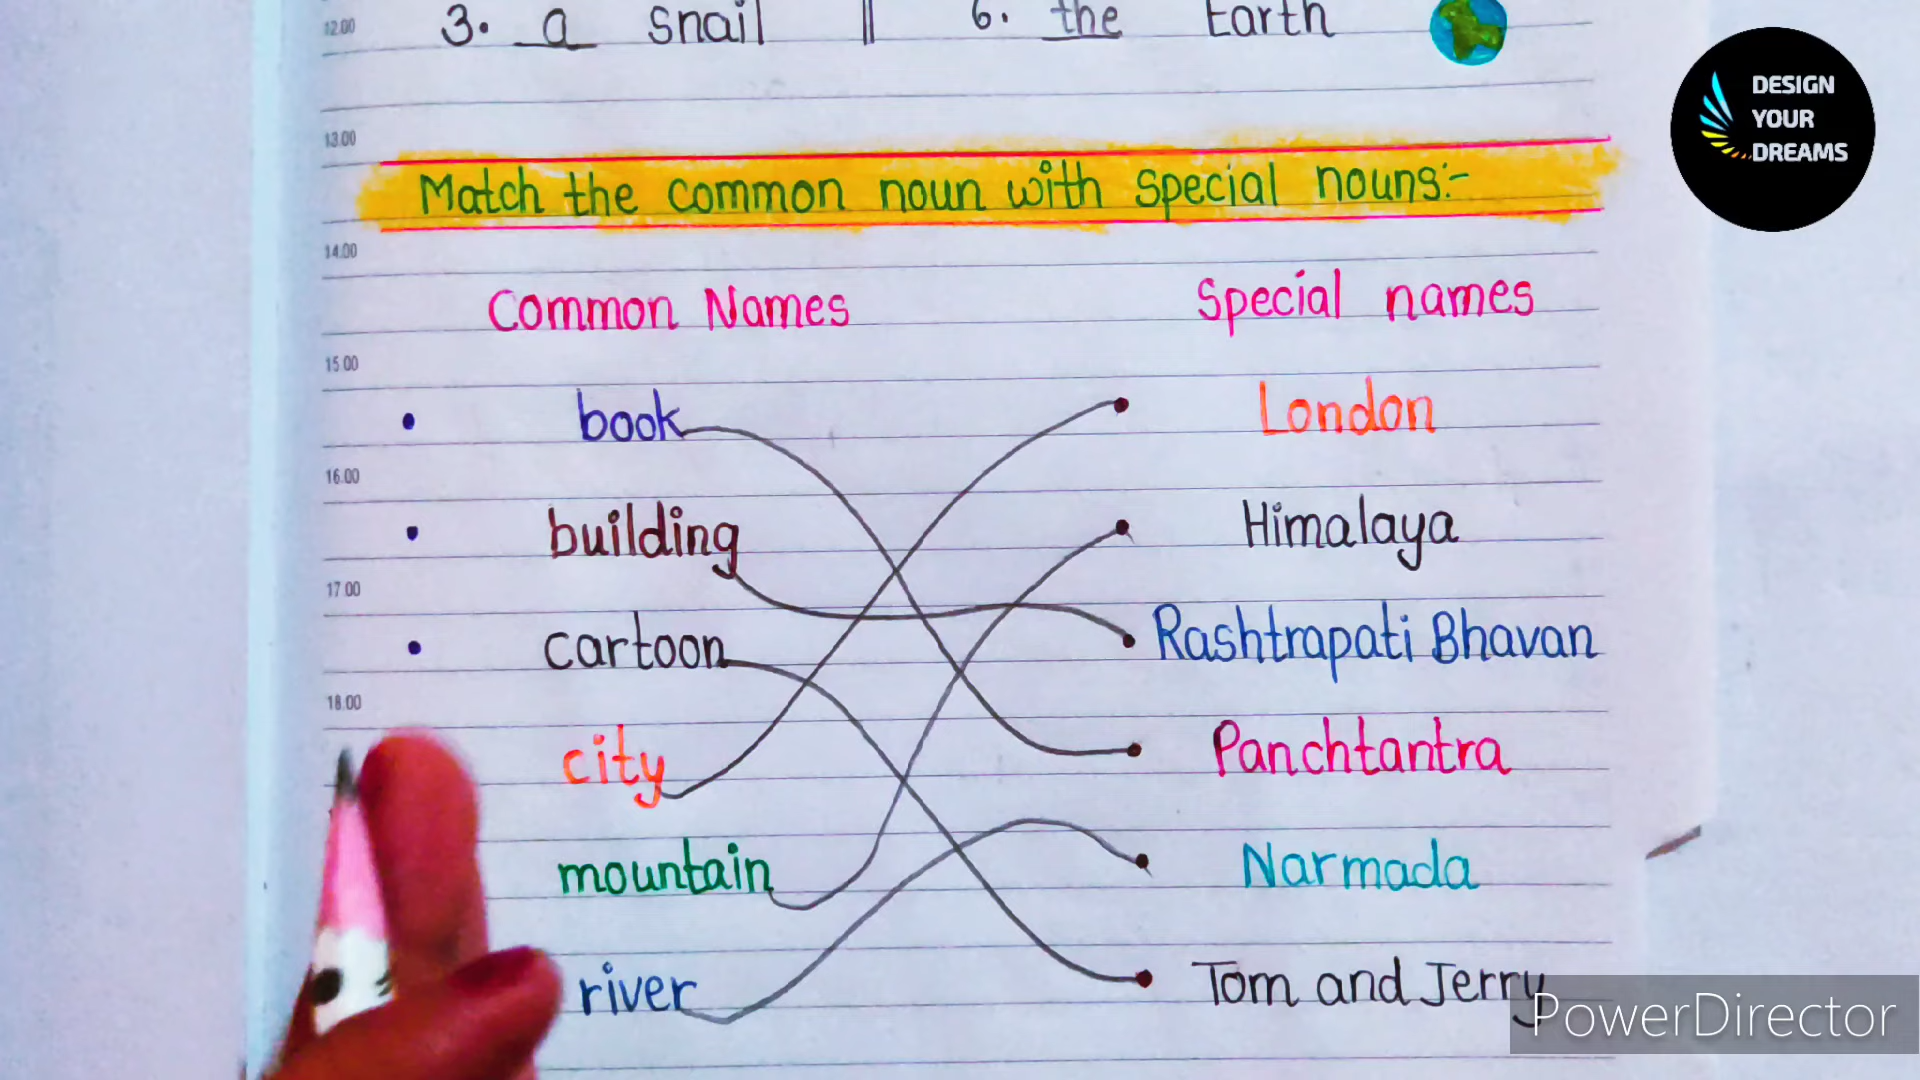 12.00
3. a snail || 6. the Earth
DESIGN
YOUR
DREAMS
13.00
Match the common noun with special nouns:-
14.00
Common Names Special names
15.00
• book London
16.00
• building Himalaya
17.00
• cartoon Rashtrapati Bhavan
18.00
city Panchtantra
mountain Narmada
river Tom and Jerry
PowerDirector